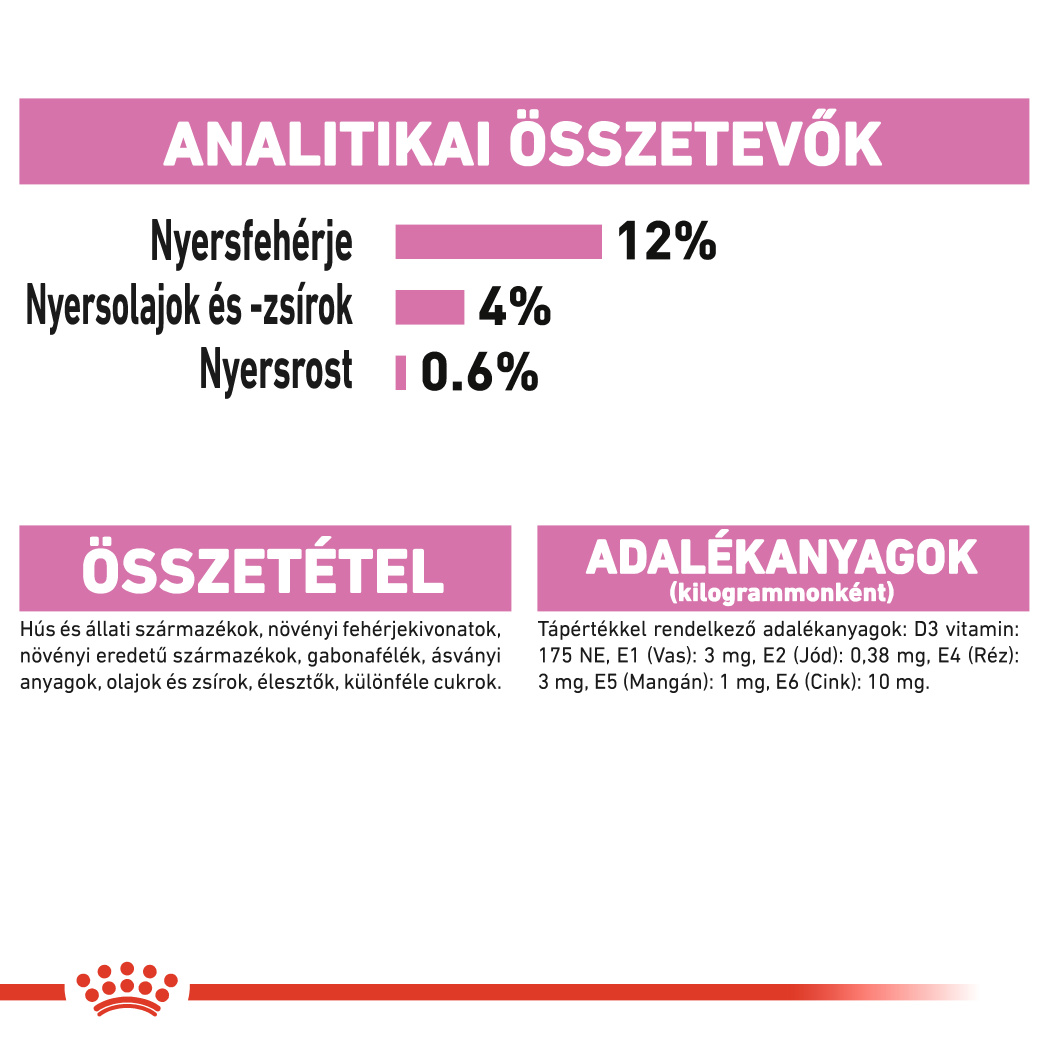 ANALITIKAI ÖSSZETEVŐK
Nyersfehérje 12%
Nyersolajok és -zsírok 4%
Nyersrost 0.6%
ÖSSZETÉTEL
Hús és állati származékok, növényi fehérjekivonatok,
növényi eredetű származékok, gabonafélék, ásványi
anyagok, olajok és zsírok, élesztők, különféle cukrok.
ADALÉKANYAGOK
(kilogrammonként)
Tápértékkel rendelkező adalékanyagok: D3 vitamin:
175 NE, E1 (Vas): 3 mg, E2 (Jód): 0,38 mg, E4 (Réz):
3 mg, E5 (Mangán): 1 mg, E6 (Cink): 10 mg.